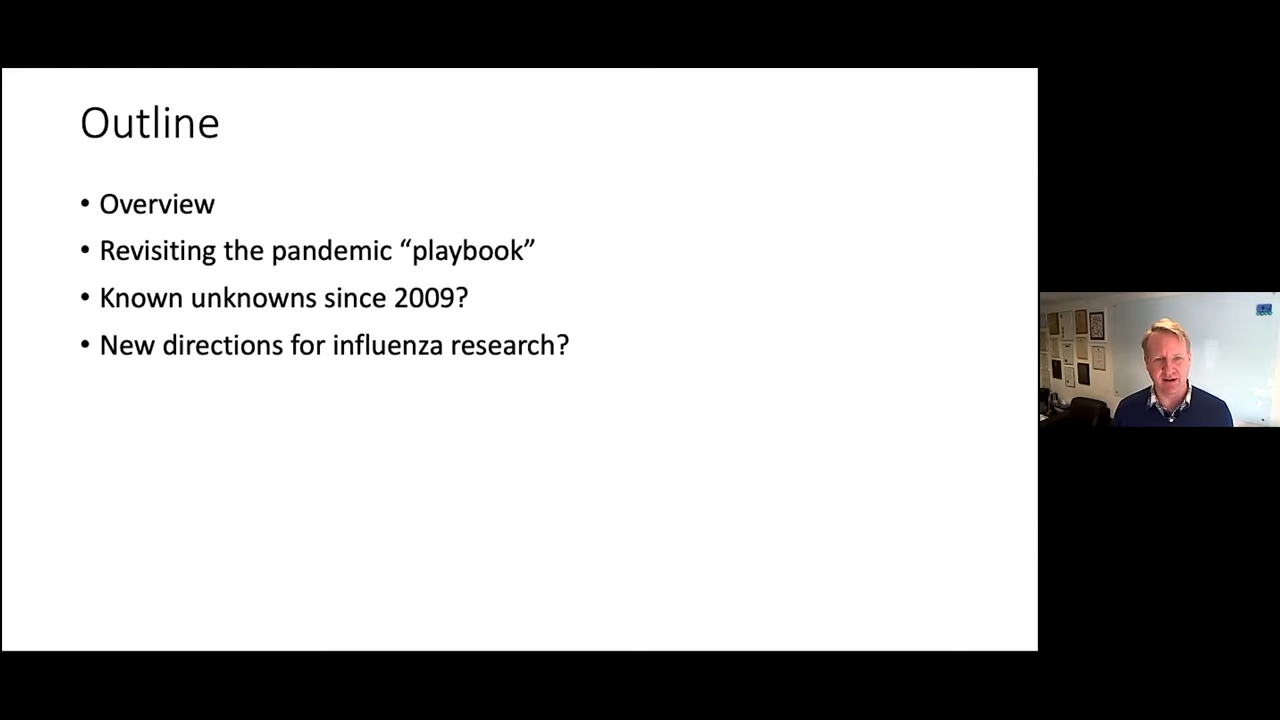 Outline
• Overview
• Revisiting the pandemic “playbook”
• Known unknowns since 2009?
• New directions for influenza research?